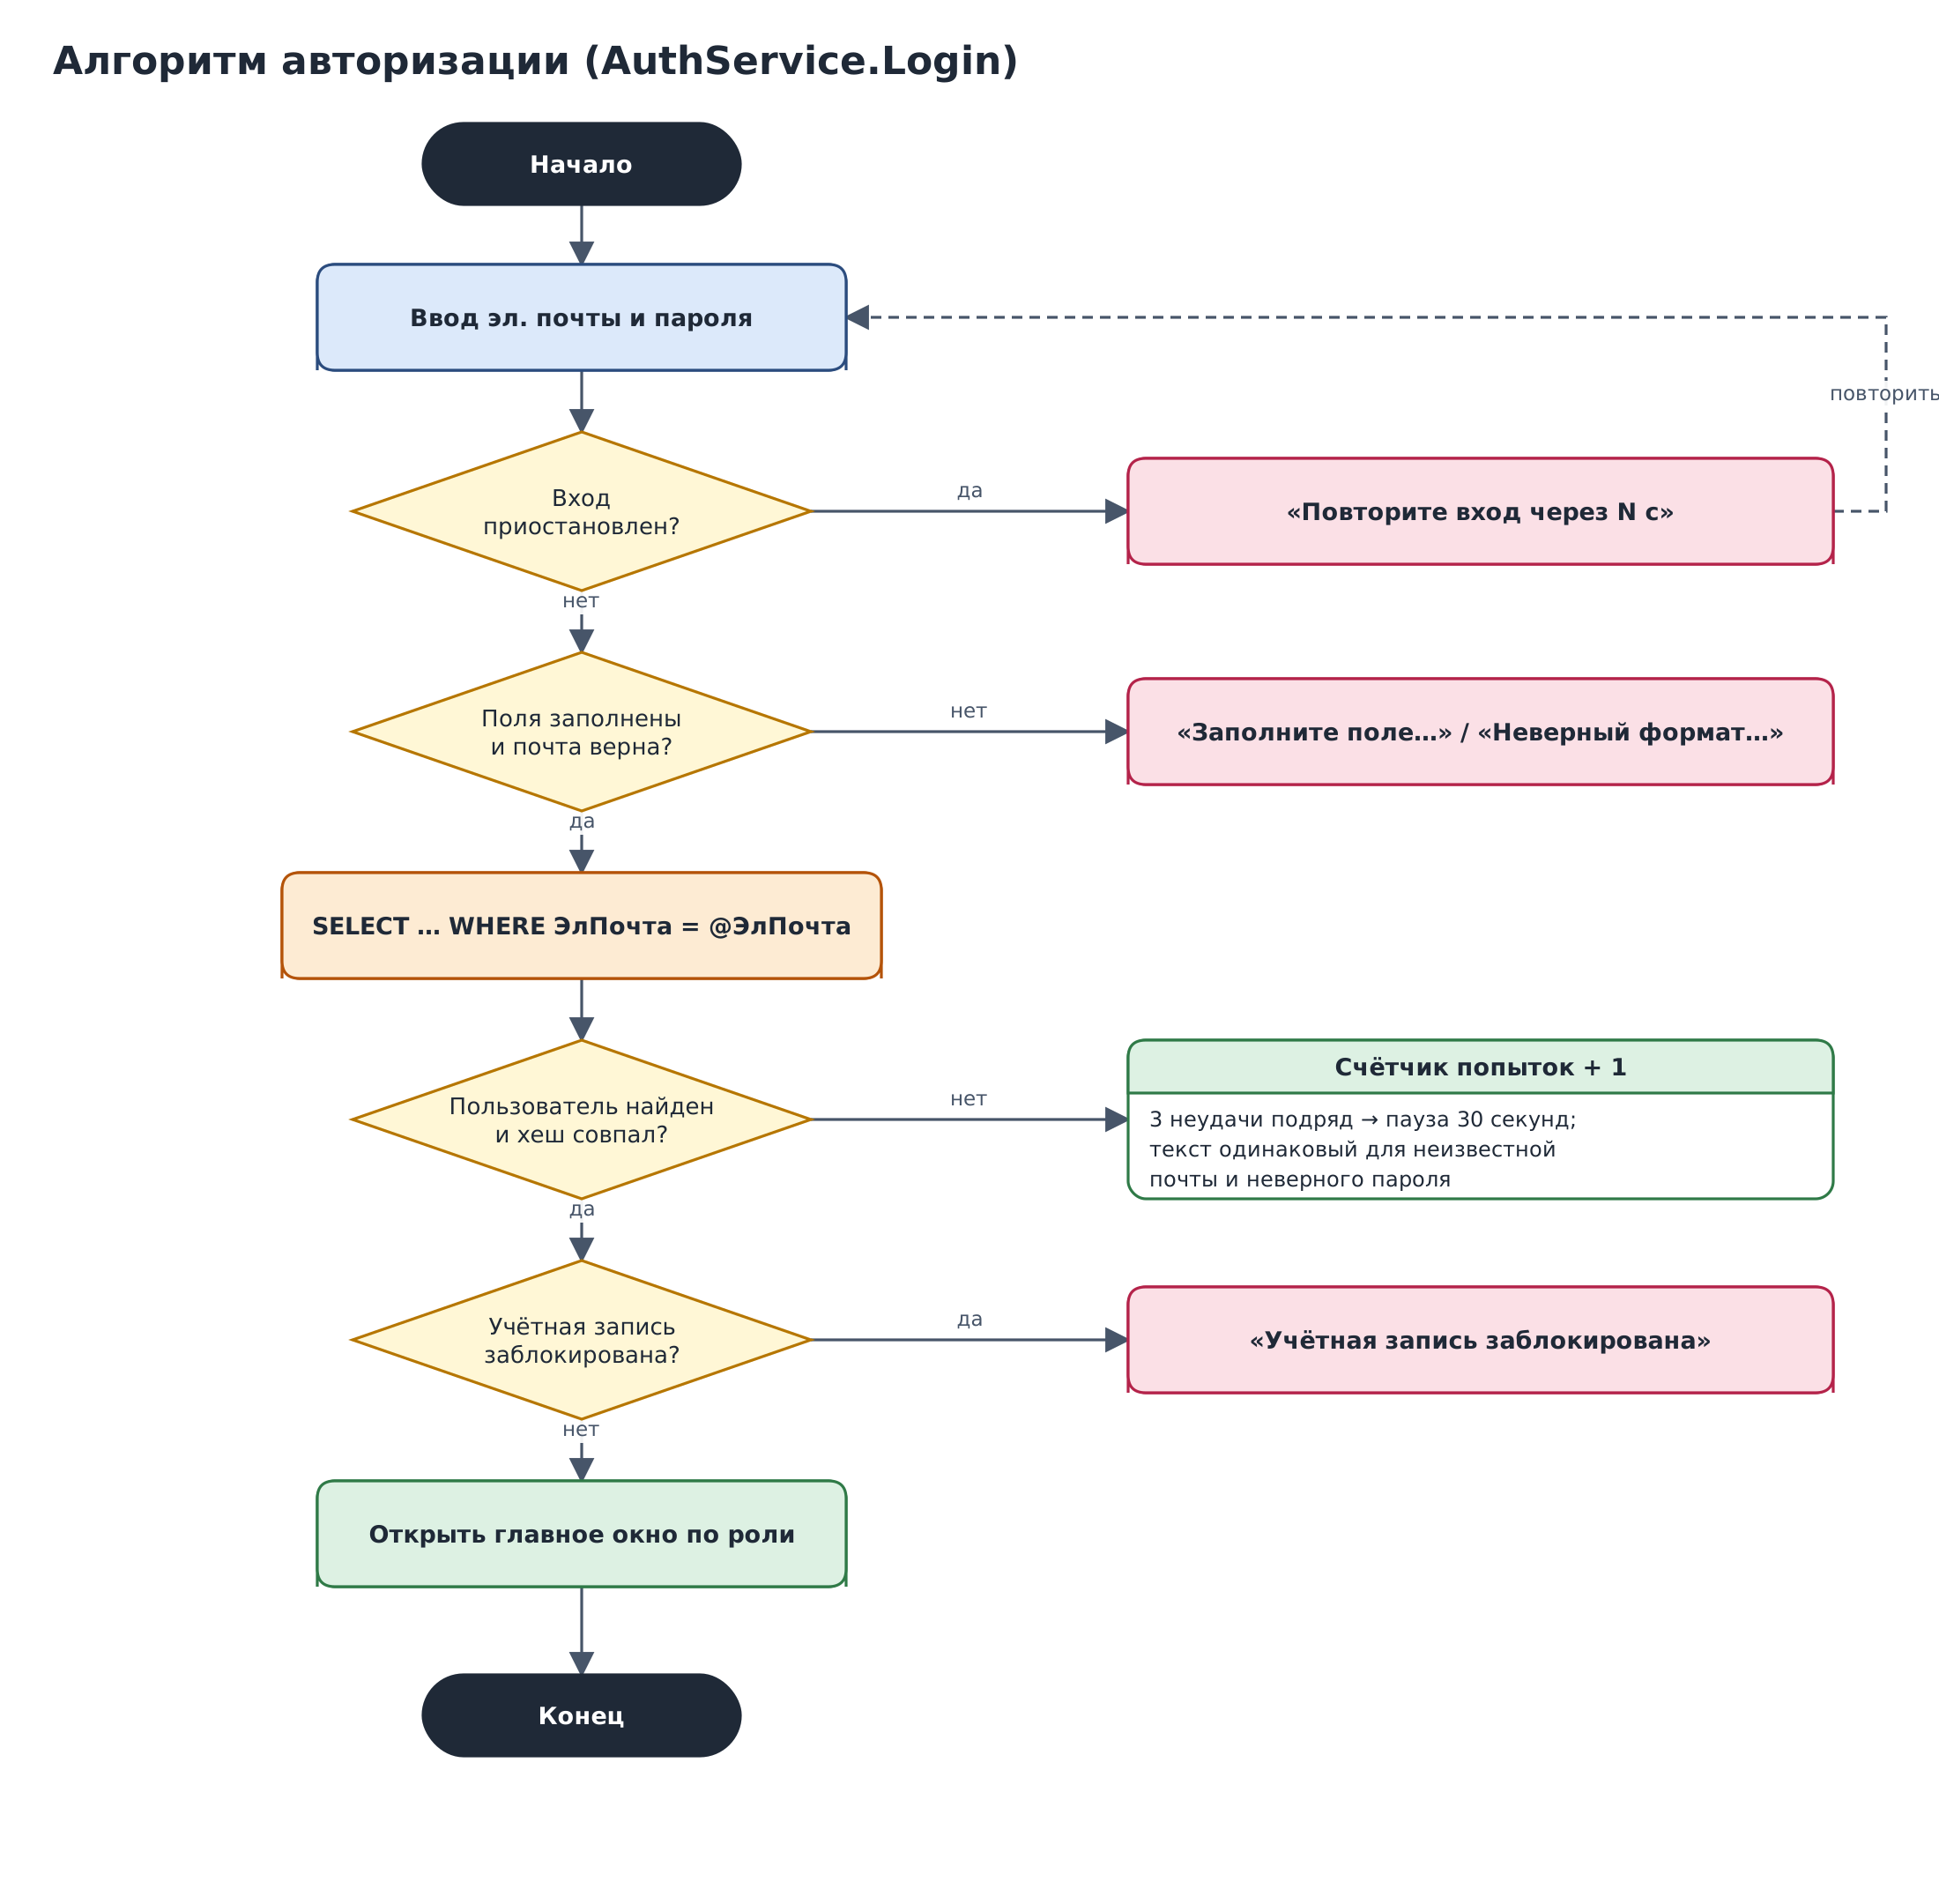 Алгоритм авторизации (AuthService.Login)
Начало
Ввод эл. почты и пароля
повторить
Вход
приостановлен?
да
«Повторите вход через N с»
нет
Поля заполнены
и почта верна?
нет
«Заполните поле…» / «Неверный формат…»
да
SELECT … WHERE ЭлПочта = @ЭлПочта
Пользователь найден
и хеш совпал?
нет
Счётчик попыток + 1
3 неудачи подряд → пауза 30 секунд;
текст одинаковый для неизвестной
почты и неверного пароля
да
Учётная запись
заблокирована?
да
«Учётная запись заблокирована»
нет
Открыть главное окно по роли
Конец